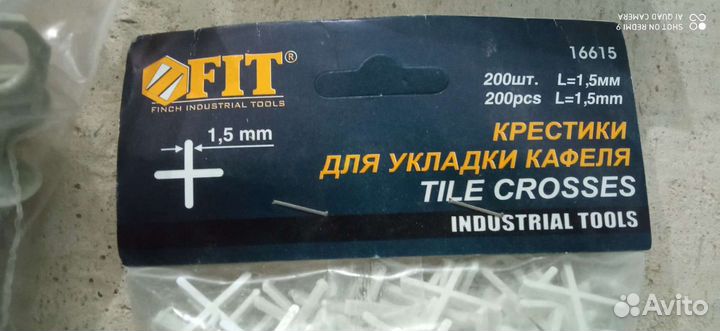 FIT®
FINCH INDUSTRIAL TOOLS
16615
200шт. L=1,5мм
200pcs L=1,5mm
1,5 mm
КРЕСТИКИ
ДЛЯ УКЛАДКИ КАФЕЛЯ
TILE CROSSES
INDUSTRIAL TOOLS
SHOT ON REDMI 9
AI QUAD CAMERA
Avito